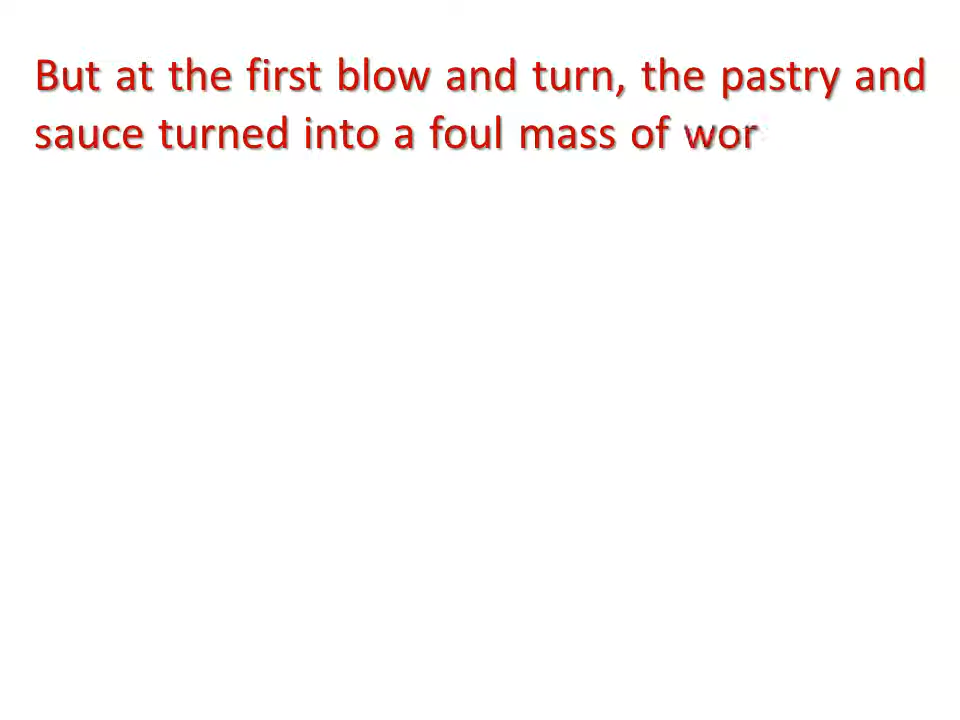 But at the first blow and turn, the pastry and
sauce turned into a foul mass of wor